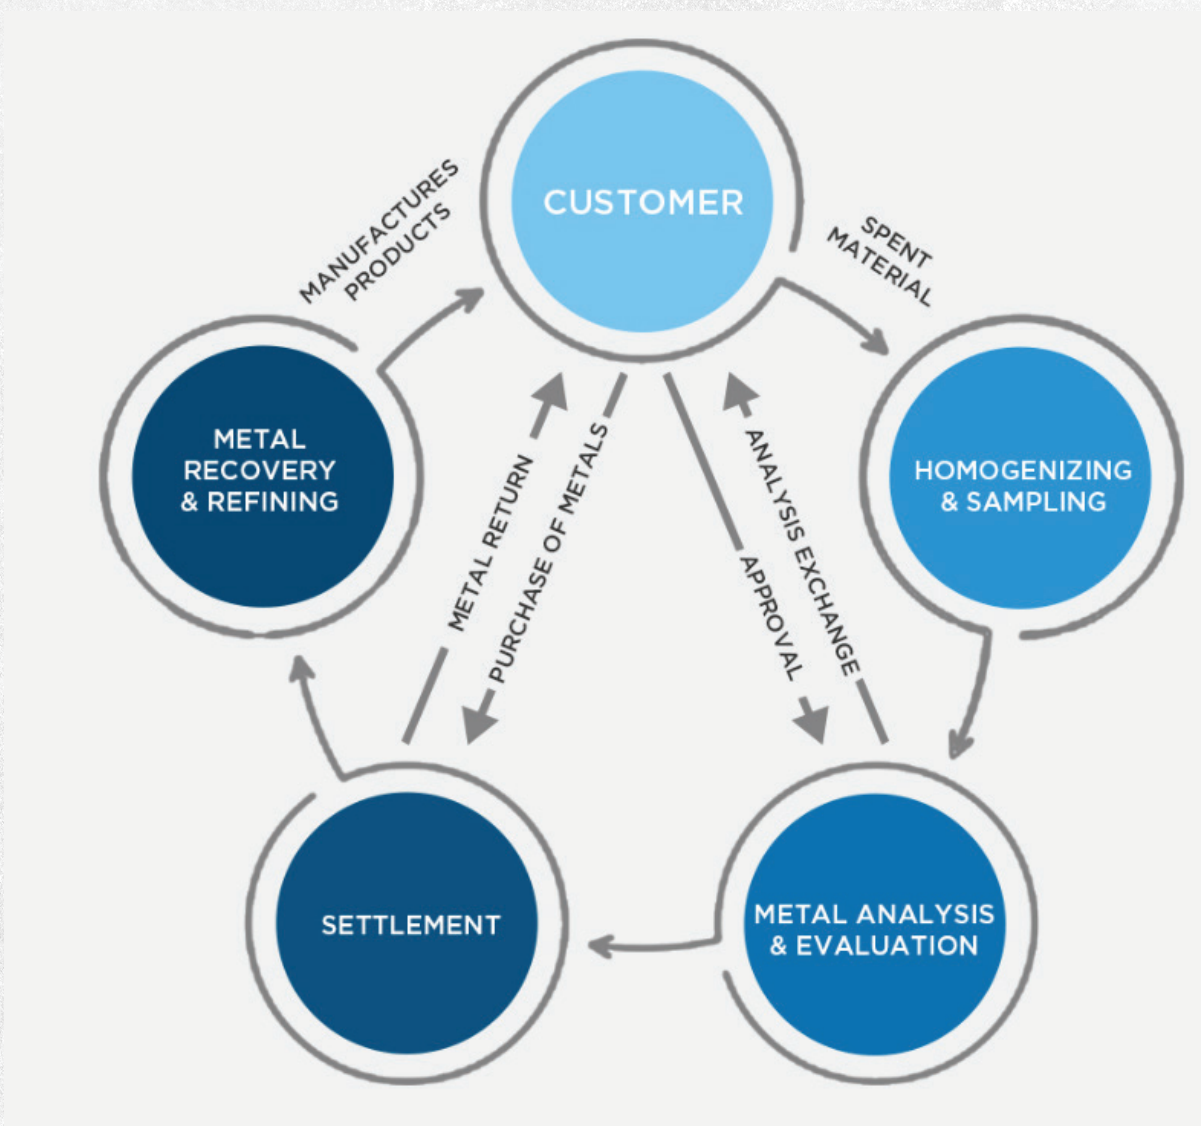 CUSTOMER
MANUFACTURES
PRODUCTS
SPENT
MATERIAL
METAL
RECOVERY
& REFINING
HOMOGENIZING
& SAMPLING
METAL RETURN
PURCHASE OF METALS
APPROVAL
ANALYSIS EXCHANGE
SETTLEMENT
METAL ANALYSIS
& EVALUATION